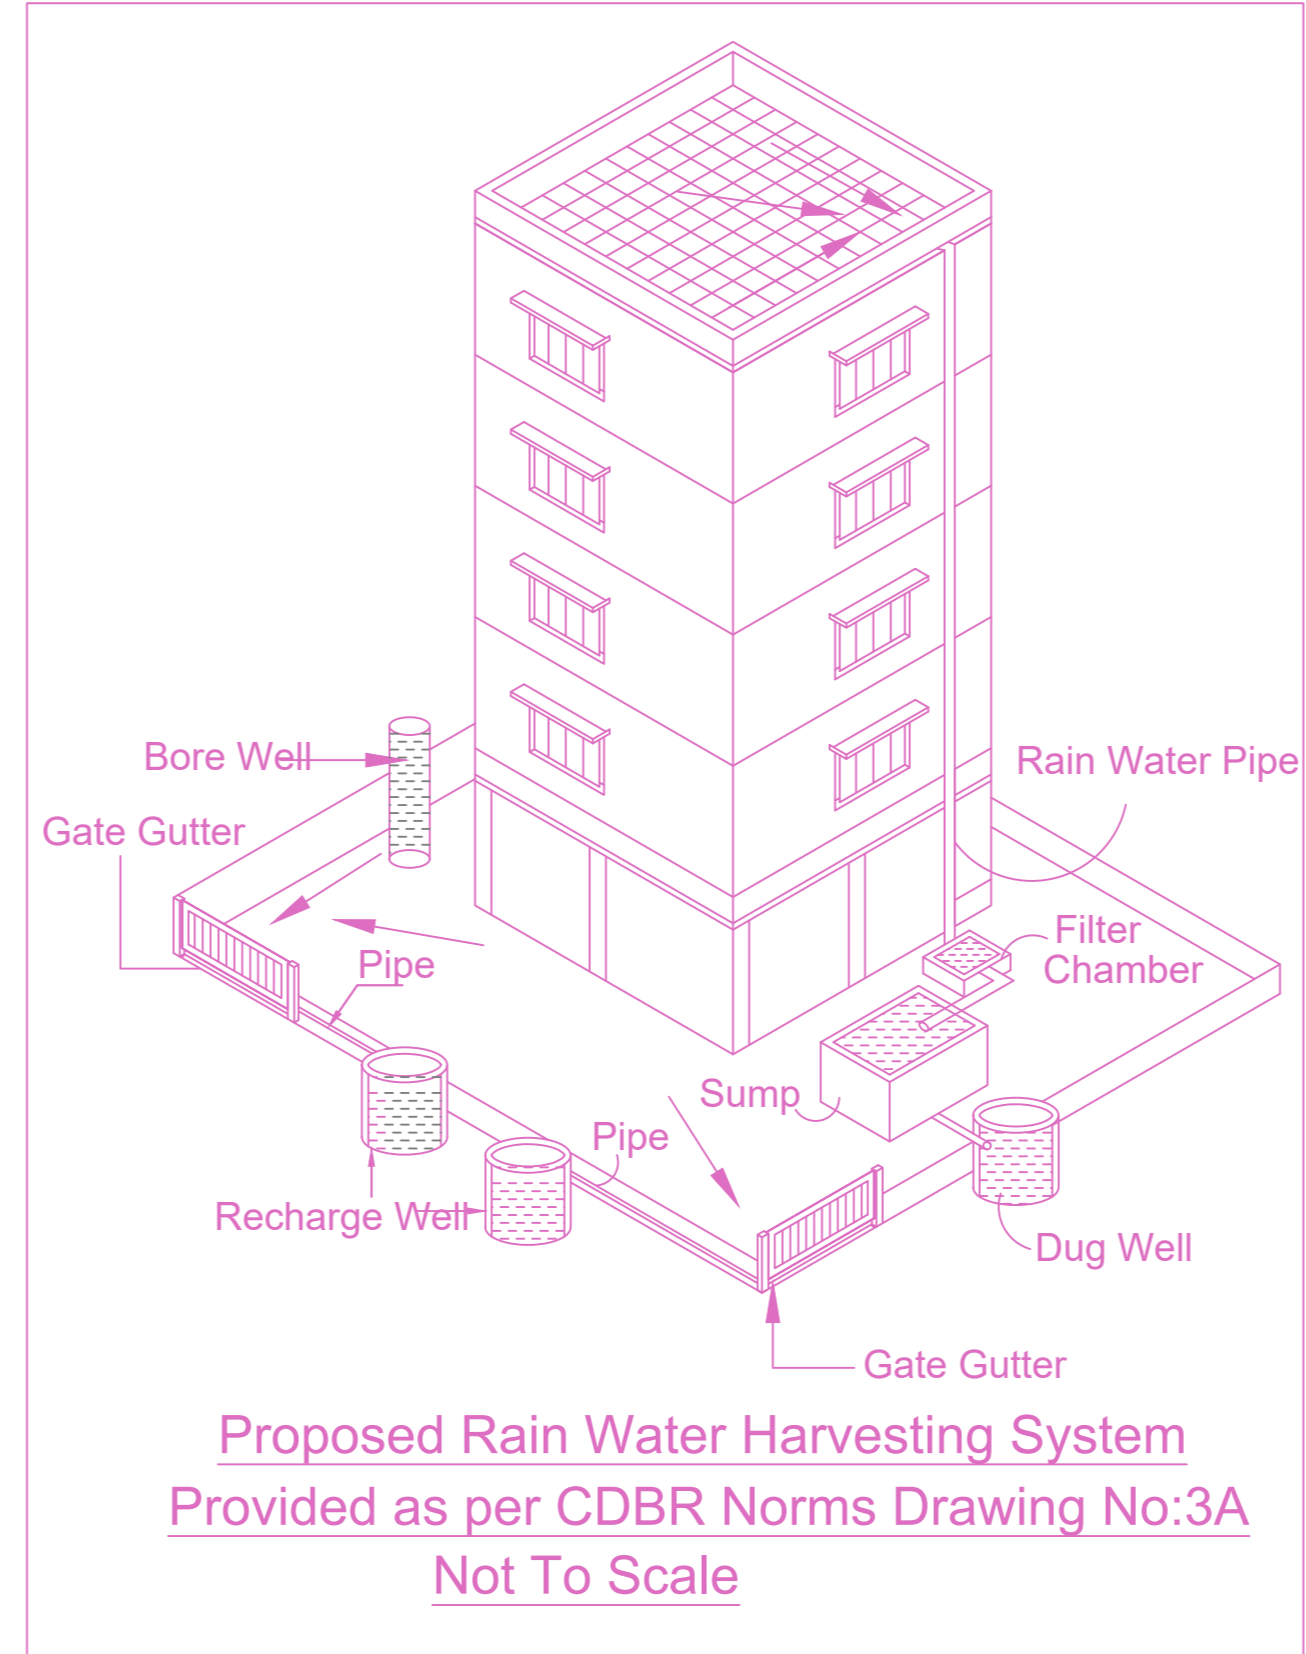 Bore Well
Rain Water Pipe
Gate Gutter
Filter
Chamber
Pipe
Sump
Pipe
Recharge Well
Dug Well
Gate Gutter
Proposed Rain Water Harvesting System
Provided as per CDBR Norms Drawing No:3A
Not To Scale